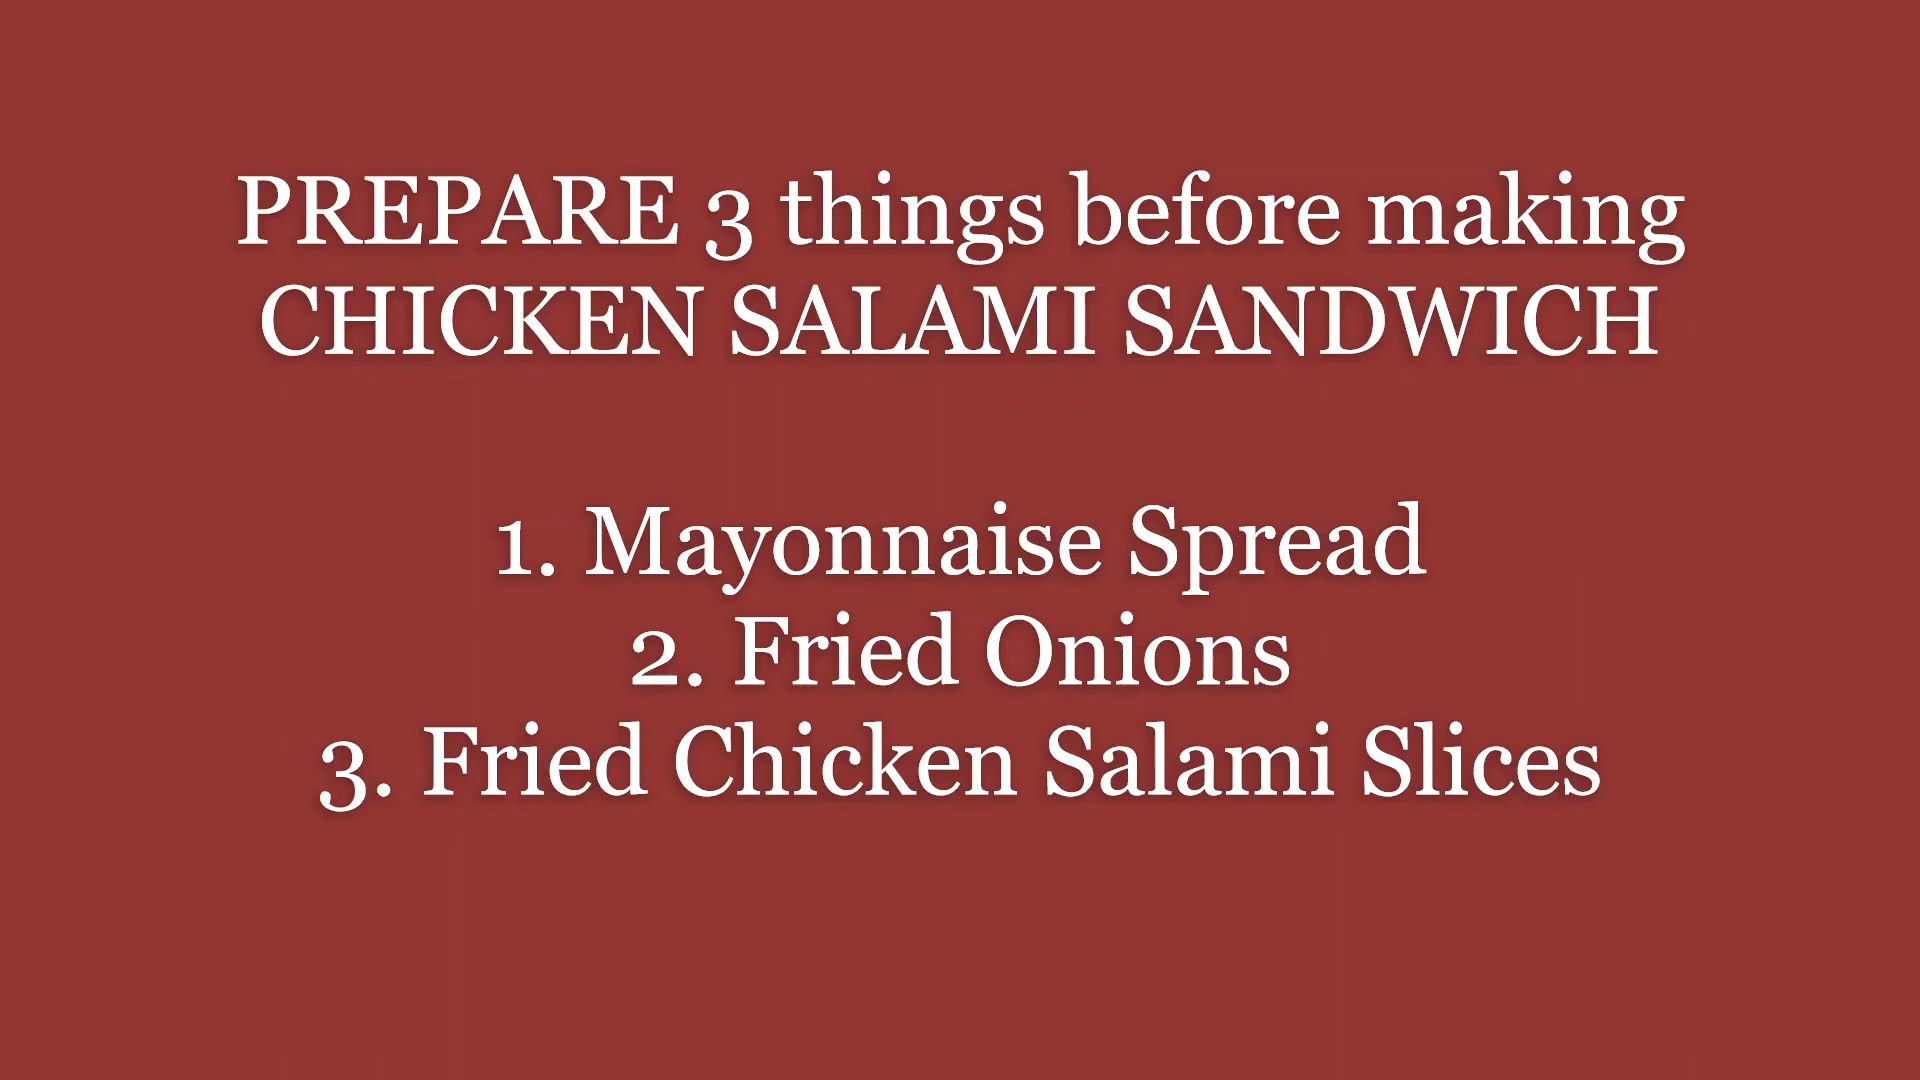 PREPARE 3 things before making
CHICKEN SALAMI SANDWICH
1. Mayonnaise Spread
2. Fried Onions
3. Fried Chicken Salami Slices